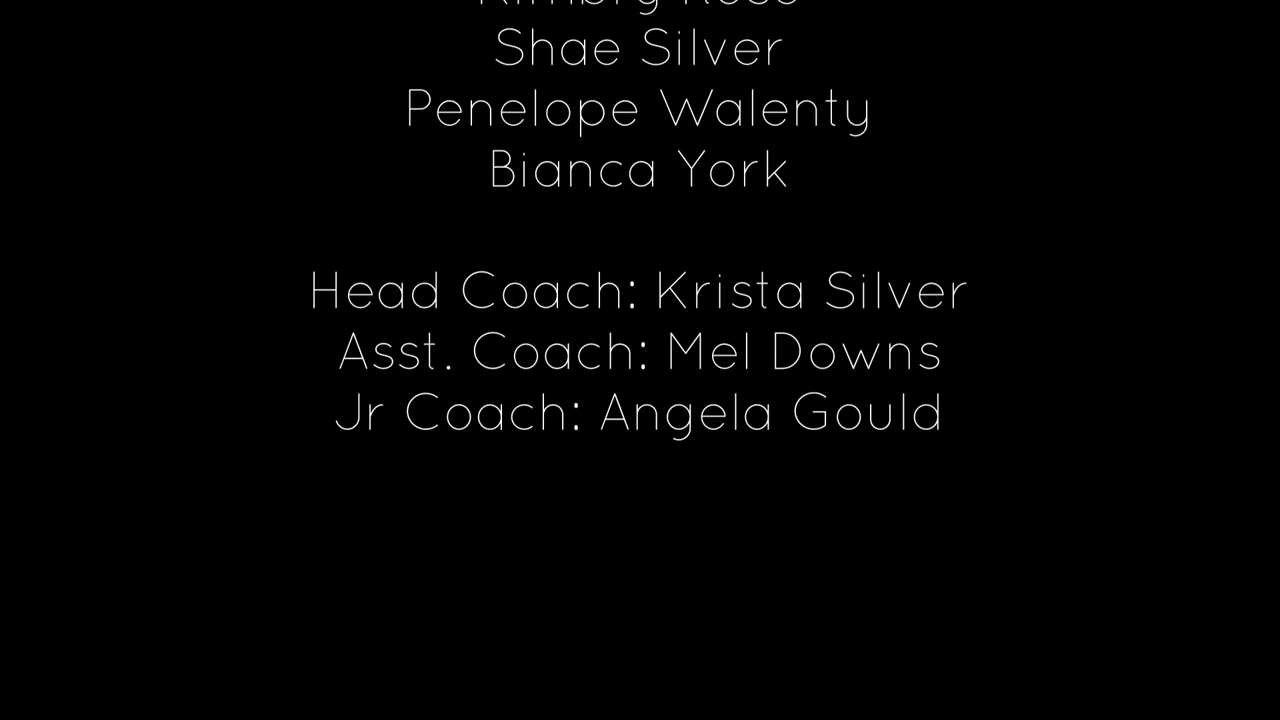 Shae Silver
Penelope Walenty
Bianca York
Head Coach: Krista Silver
Asst. Coach: Mel Downs
Jr Coach: Angela Gould